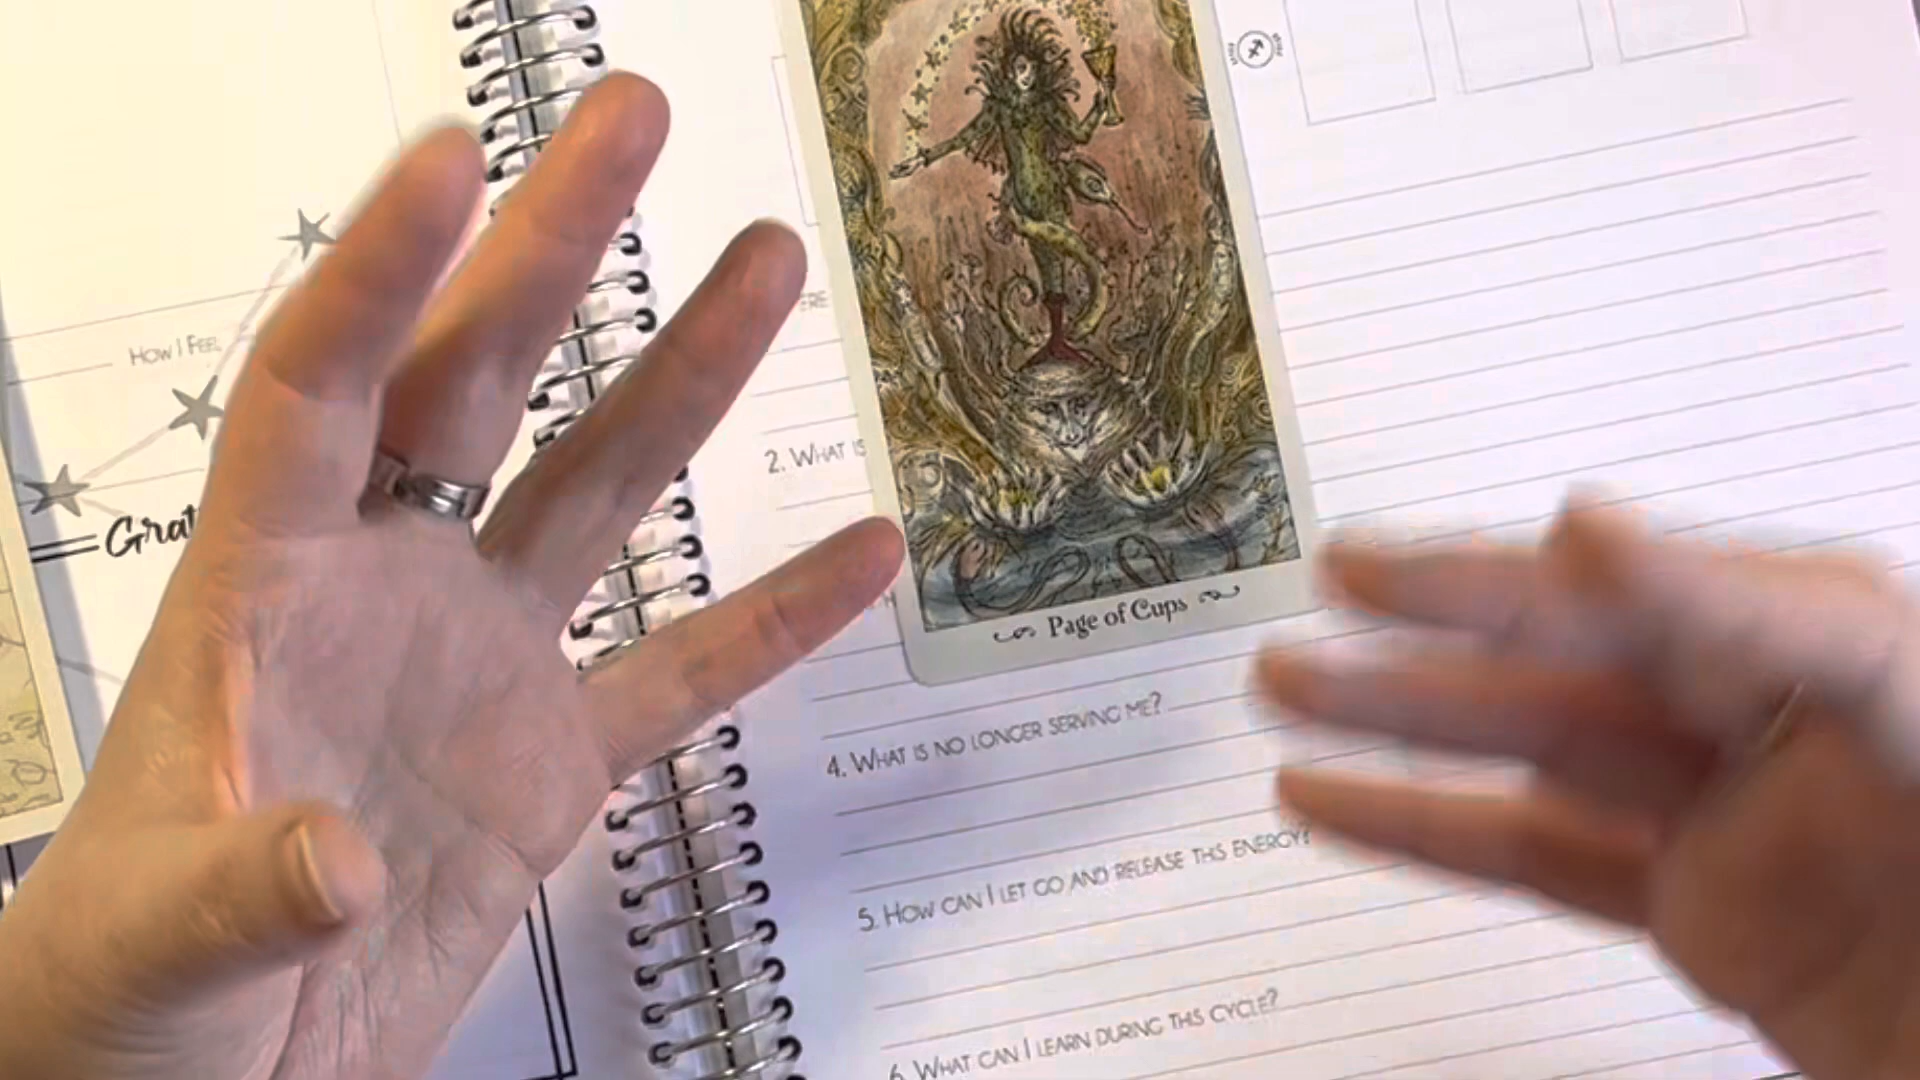 How I Feel
Grat
ERE
2. What is
Page of Cups
4. What is no longer serving me?
5. How can I let go and release this energy?
6. What can I learn during this cycle?